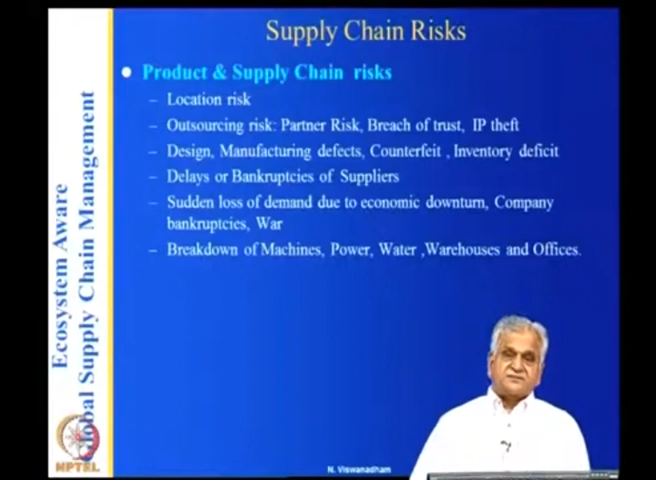 Supply Chain Risks
Product & Supply Chain risks
– Location risk
– Outsourcing risk: Partner Risk, Breach of trust, IP theft
– Design, Manufacturing defects, Counterfeit , Inventory deficit
– Delays or Bankruptcies of Suppliers
– Sudden loss of demand due to economic downturn, Company
bankruptcies, War
– Breakdown of Machines, Power, Water ,Warehouses and Offices.
Ecosystem Aware
Global Supply Chain Management
NPTEL
N. Viswanadham